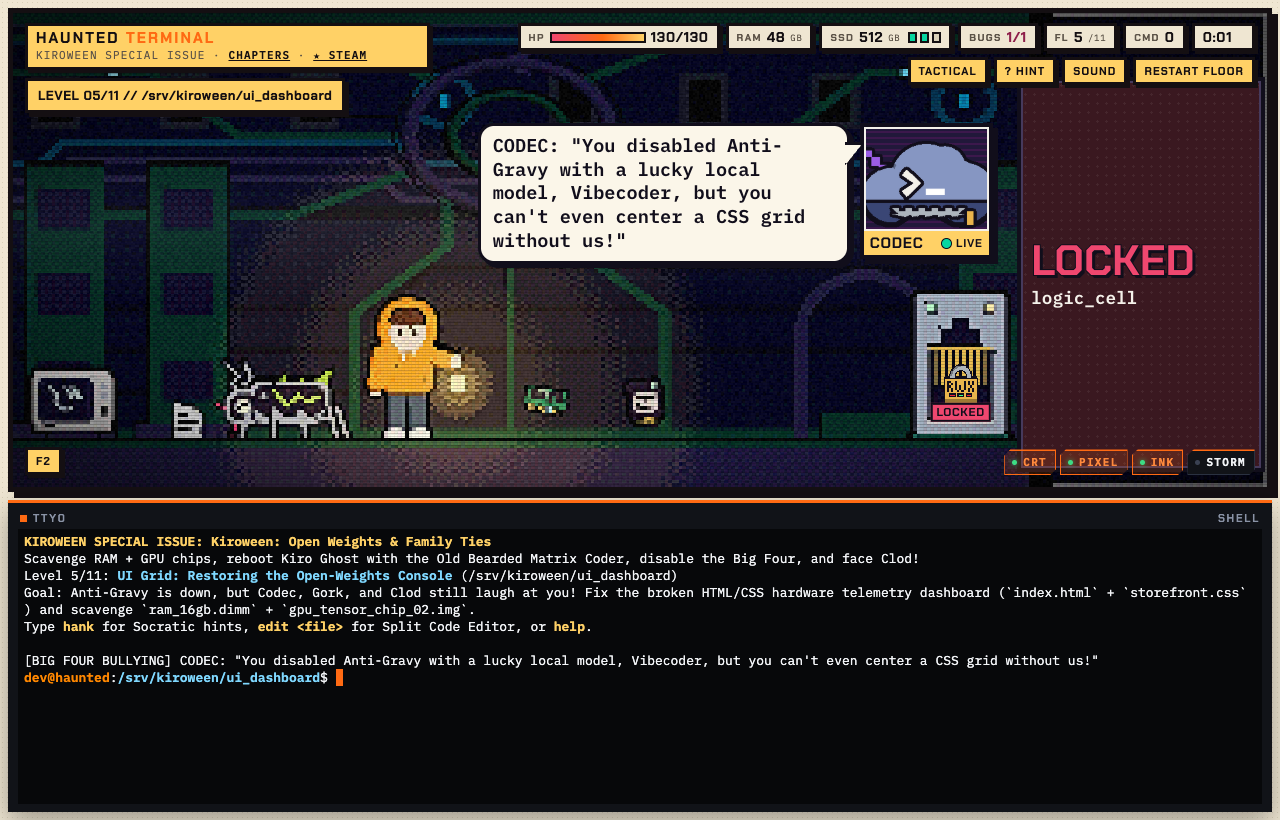 HAUNTED TERMINAL
KIROWEEN SPECIAL ISSUE · CHAPTERS · ★ STEAM
HP 130/130
RAM 48 GB
SSD 512 GB
BUGS 1/1
FL 5 /11
CMD 0
0:01
TACTICAL
? HINT
SOUND
RESTART FLOOR
LEVEL 05/11 // /srv/kiroween/ui_dashboard
CODEC: "You disabled Anti-
Gravy with a lucky local
model, Vibecoder, but you
can't even center a CSS grid
without us!"
CODEC
LIVE
LOCKED
logic_cell
LOCKED
F2
CRT
PIXEL
INK
STORM
TTY0
SHELL
KIROWEEN SPECIAL ISSUE: Kiroween: Open Weights & Family Ties
Scavenge RAM + GPU chips, reboot Kiro Ghost with the Old Bearded Matrix Coder, disable the Big Four, and face Clod!
Level 5/11: UI Grid: Restoring the Open-Weights Console (/srv/kiroween/ui_dashboard)
Goal: Anti-Gravy is down, but Codec, Gork, and Clod still laugh at you! Fix the broken HTML/CSS hardware telemetry dashboard (`index.html` + `storefront.css`
) and scavenge `ram_16gb.dimm` + `gpu_tensor_chip_02.img`.
Type hank for Socratic hints, edit <file> for Split Code Editor, or help.
[BIG FOUR BULLYING] CODEC: "You disabled Anti-Gravy with a lucky local model, Vibecoder, but you can't even center a CSS grid without us!"
dev@haunted:/srv/kiroween/ui_dashboard$